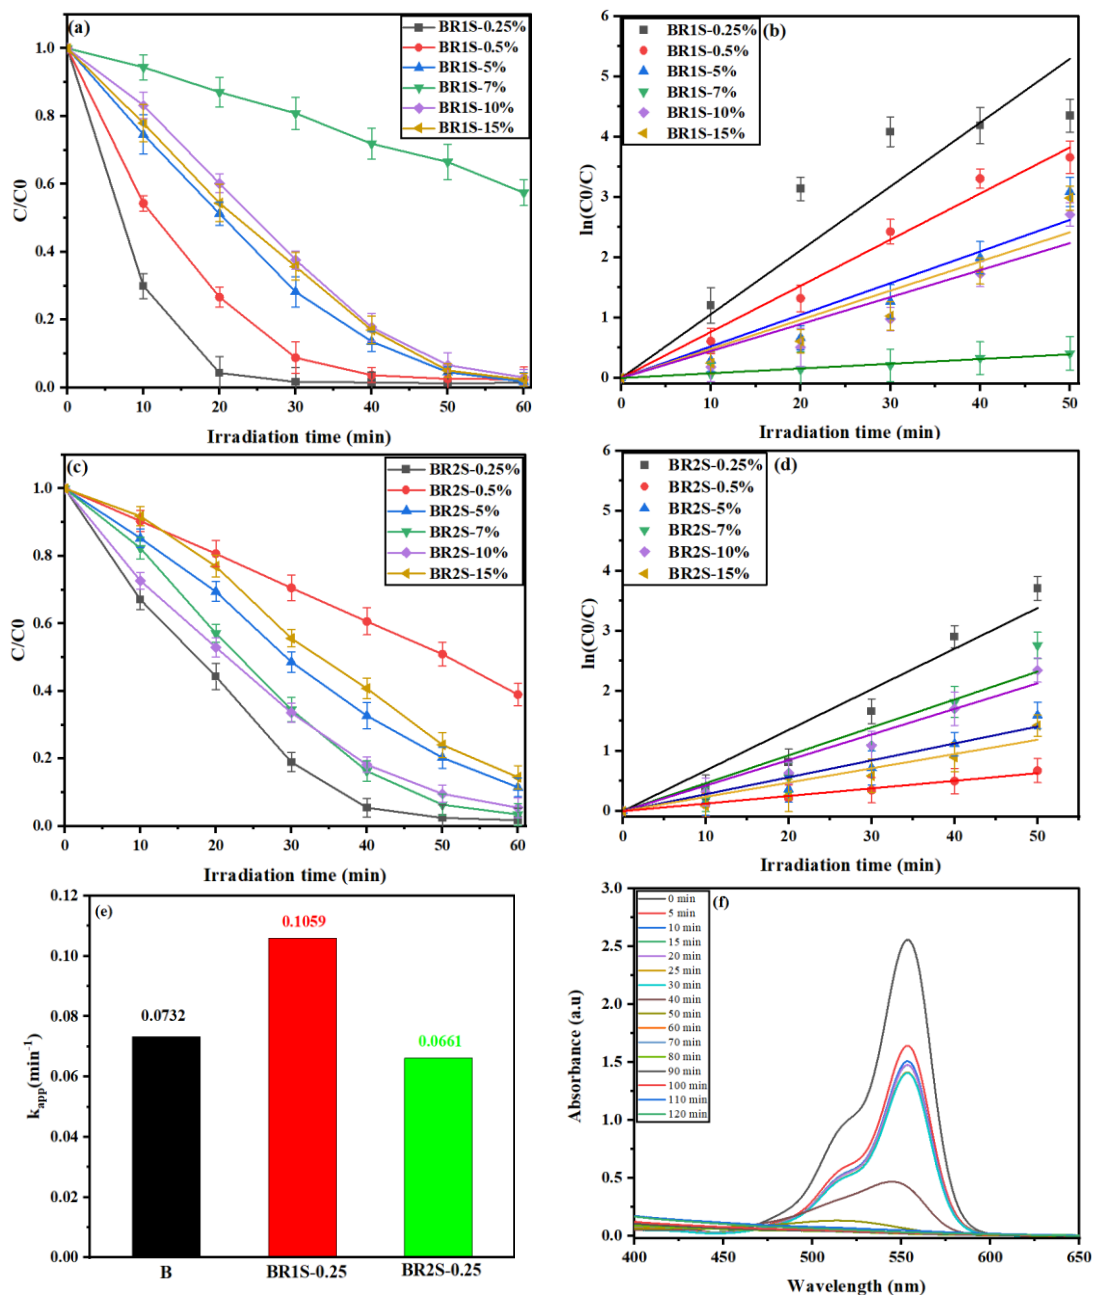 (a)
BR1S-0.25%
BR1S-0.5%
BR1S-5%
BR1S-7%
BR1S-10%
BR1S-15%
1.0
0.8
0.6
0.4
0.2
0.0
C/C0
0 10 20 30 40 50 60
Irradiation time (min)
(b)
BR1S-0.25%
BR1S-0.5%
BR1S-5%
BR1S-7%
BR1S-10%
BR1S-15%
6
5
4
3
2
1
0
ln(C0/C)
0 10 20 30 40 50
Irradiation time (min)
(c)
BR2S-0.25%
BR2S-0.5%
BR2S-5%
BR2S-7%
BR2S-10%
BR2S-15%
1.0
0.8
0.6
0.4
0.2
0.0
C/C0
0 10 20 30 40 50 60
Irradiation time (min)
(d)
BR2S-0.25%
BR2S-0.5%
BR2S-5%
BR2S-7%
BR2S-10%
BR2S-15%
6
5
4
3
2
1
0
ln(C0/C)
0 10 20 30 40 50
Irradiation time (min)
(e)
0.12
0.10
0.08
0.06
0.04
0.02
0.00
k_app(min⁻¹)
0.0732
0.1059
0.0661
B BR1S-0.25 BR2S-0.25
(f)
0 min
5 min
10 min
15 min
20 min
25 min
30 min
40 min
50 min
60 min
70 min
80 min
90 min
100 min
110 min
120 min
3.0
2.5
2.0
1.5
1.0
0.5
0.0
Absorbance (a.u)
400 450 500 550 600 650
Wavelength (nm)